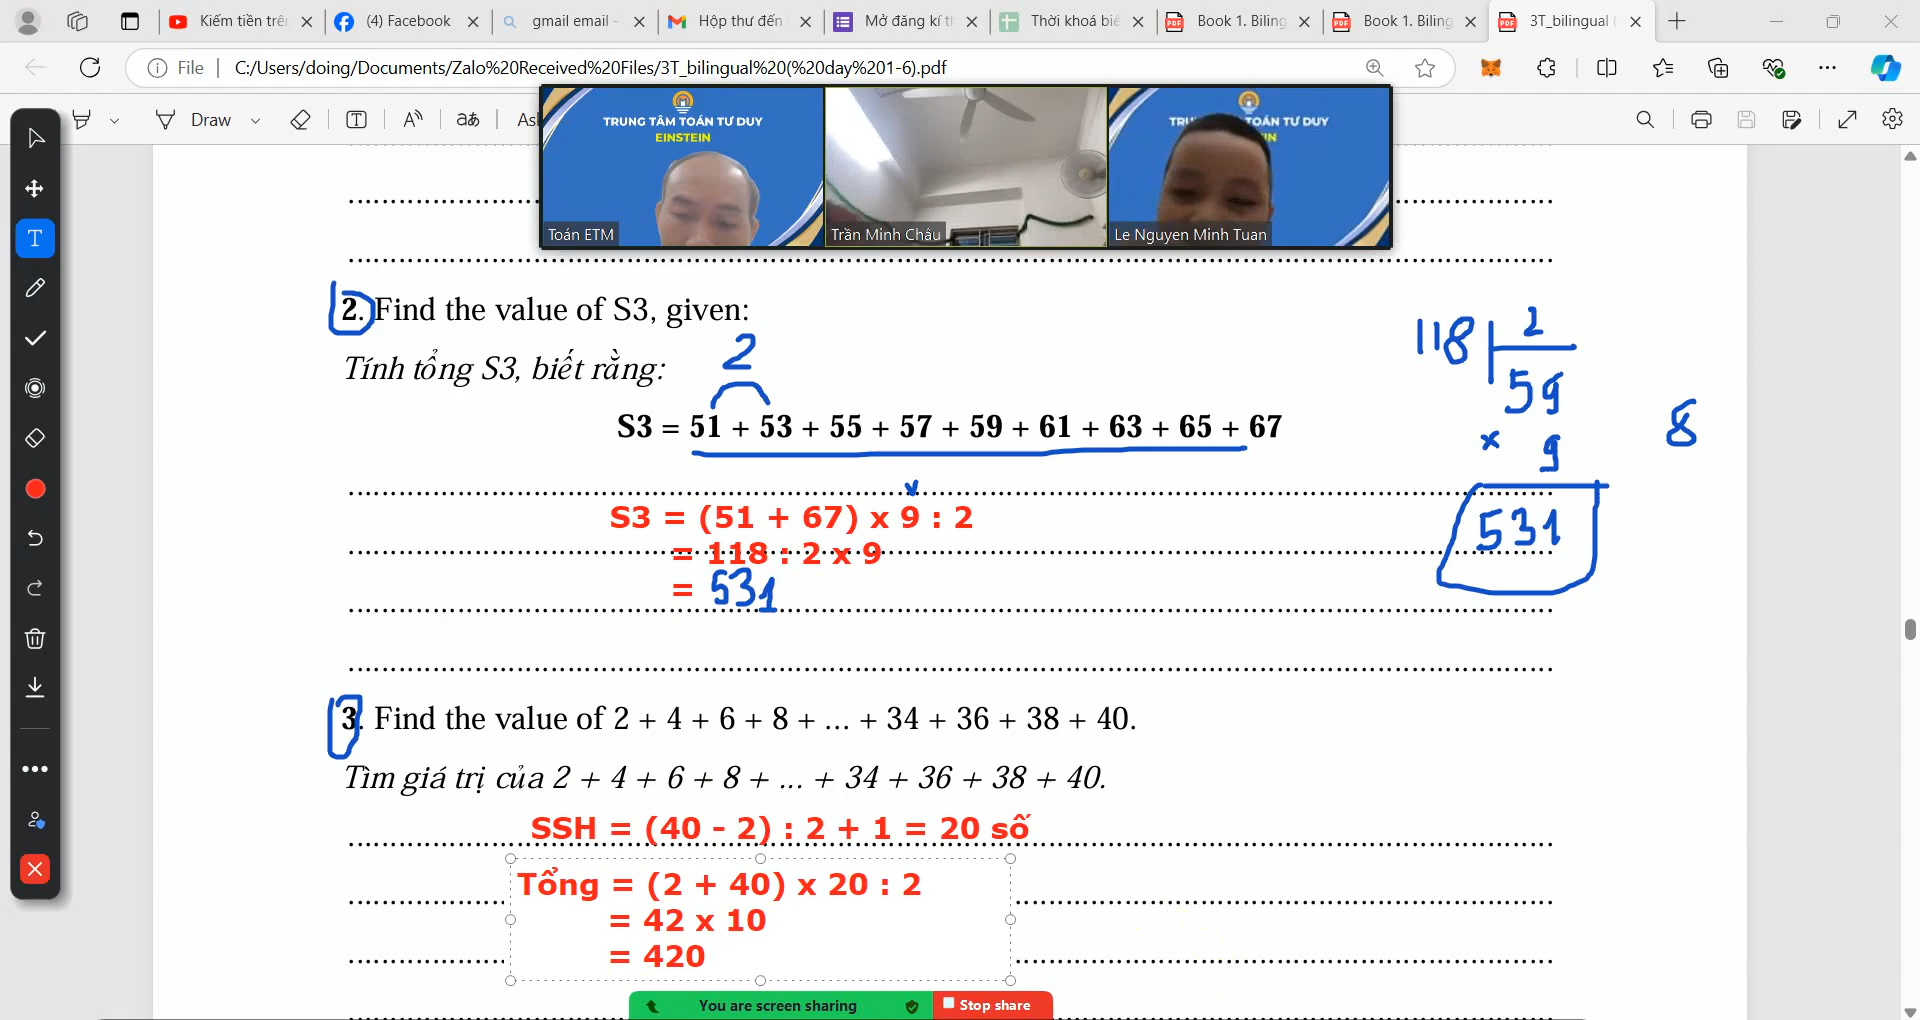 Kiếm tiền trê
(4) Facebook
gmail email -
Hộp thư đến
Mở đăng kí t
Thời khoá biể
Book 1. Biling
Book 1. Biling
3T_bilingual
File
C:/Users/doing/Documents/Zalo%20Received%20Files/3T_bilingual%20(%20day%201-6).pdf
Draw
aあ
As
TRUNG TÂM TOÁN TƯ DUY
EINSTEIN
Toán ETM
Trần Minh Châu
Le Nguyen Minh Tuan
2. Find the value of S3, given:
Tính tổng S3, biết rằng:
2
S3 = 51 + 53 + 55 + 57 + 59 + 61 + 63 + 65 + 67
118 2
59
x 9
531
8
S3 = (51 + 67) x 9 : 2
= 118 : 2 x 9
= 531
3. Find the value of 2 + 4 + 6 + 8 + ... + 34 + 36 + 38 + 40.
Tìm giá trị của 2 + 4 + 6 + 8 + ... + 34 + 36 + 38 + 40.
SSH = (40 - 2) : 2 + 1 = 20 số
Tổng = (2 + 40) x 20 : 2
= 42 x 10
= 420
You are screen sharing
Stop share